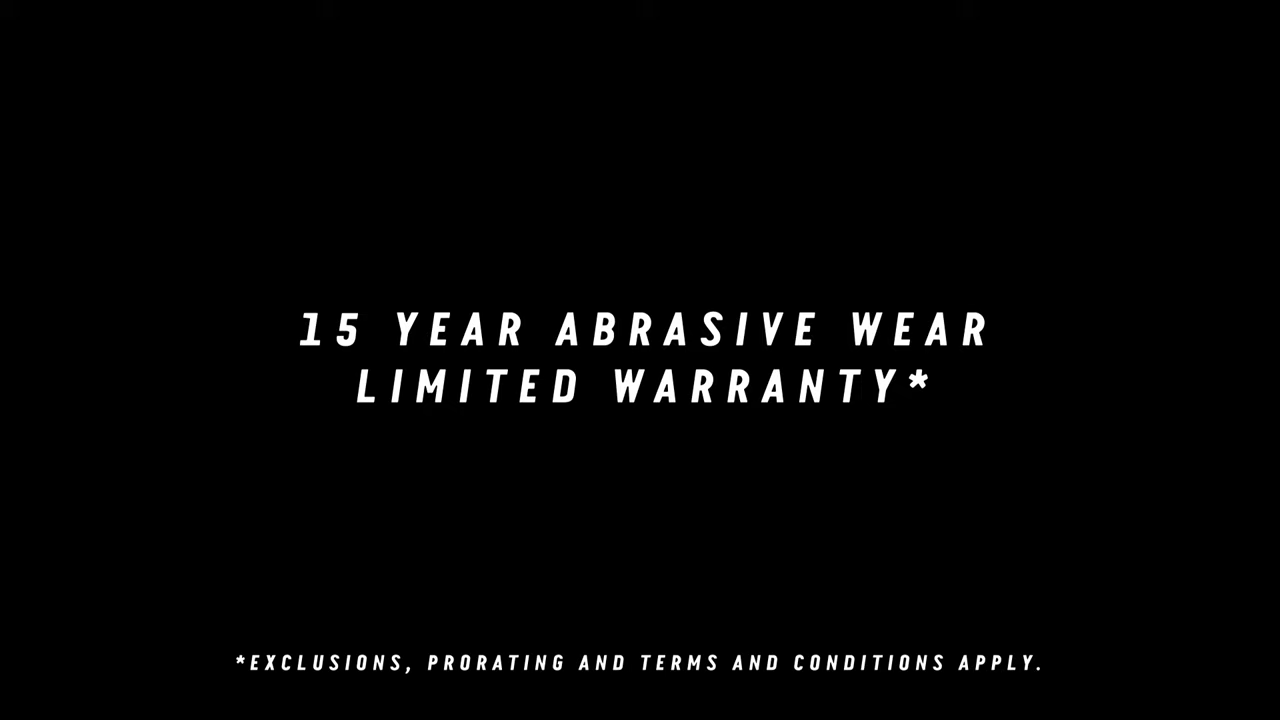 15 YEAR ABRASIVE WEAR
LIMITED WARRANTY*
*EXCLUSIONS, PRORATING AND TERMS AND CONDITIONS APPLY.